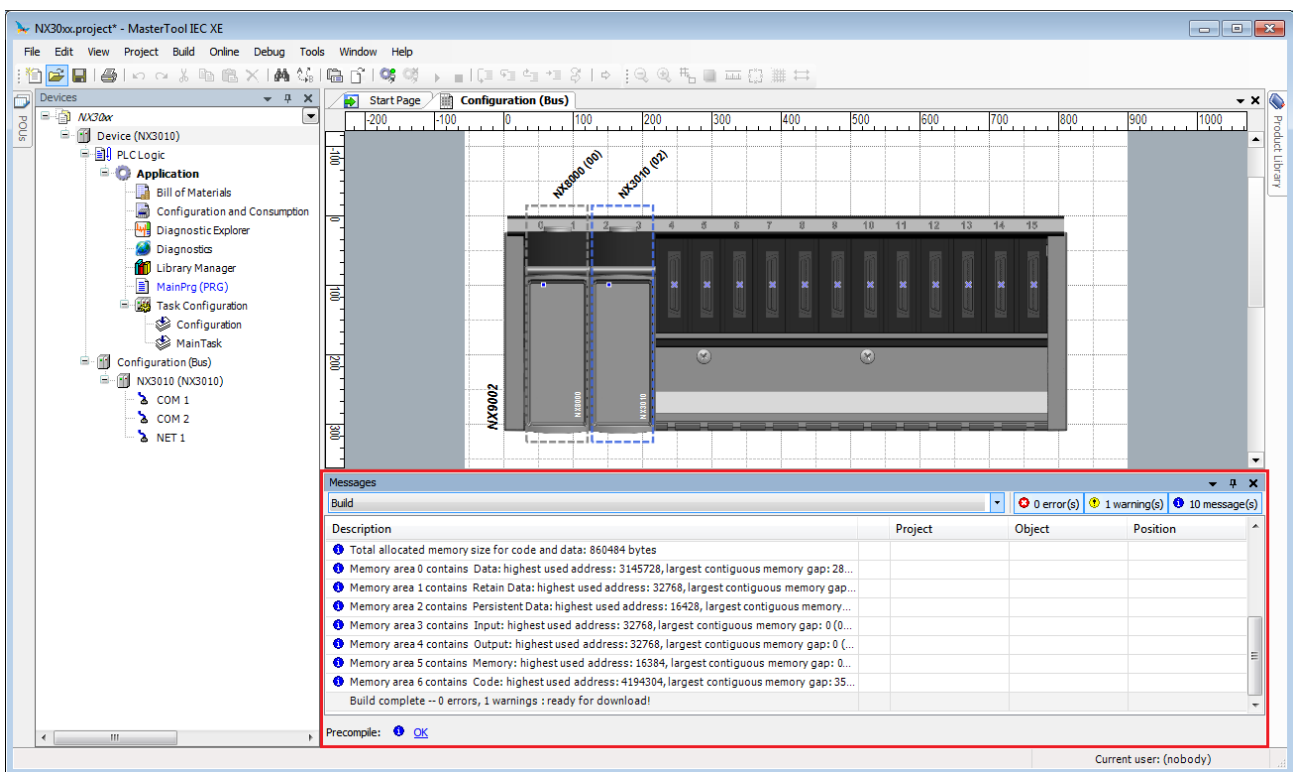 NX30xx.project* - MasterTool IEC XE
File Edit View Project Build Online Debug Tools Window Help
Devices
POUs
NX30xx
Device (NX3010)
PLC Logic
Application
Bill of Materials
Configuration and Consumption
Diagnostic Explorer
Diagnostics
Library Manager
MainPrg (PRG)
Task Configuration
Configuration
MainTask
Configuration (Bus)
NX3010 (NX3010)
COM 1
COM 2
NET 1
Start Page Configuration (Bus)
-200 -100 0 100 200 300 400 500 600 700 800 900 1000
-100
0
100
200
300
NX8000 (00) NX3010 (02)
0 1 2 3 4 5 6 7 8 9 10 11 12 13 14 15
NX8000
NX3010
NX9002
Product Library
Messages
Build 0 error(s) 1 warning(s) 10 message(s)
Description Project Object Position
Total allocated memory size for code and data: 860484 bytes
Memory area 0 contains Data: highest used address: 3145728, largest contiguous memory gap: 28...
Memory area 1 contains Retain Data: highest used address: 32768, largest contiguous memory gap...
Memory area 2 contains Persistent Data: highest used address: 16428, largest contiguous memory...
Memory area 3 contains Input: highest used address: 32768, largest contiguous memory gap: 0 (0...
Memory area 4 contains Output: highest used address: 32768, largest contiguous memory gap: 0 (...
Memory area 5 contains Memory: highest used address: 16384, largest contiguous memory gap: 0...
Memory area 6 contains Code: highest used address: 4194304, largest contiguous memory gap: 35...
Build complete -- 0 errors, 1 warnings : ready for download!
Precompile: OK
Current user: (nobody)